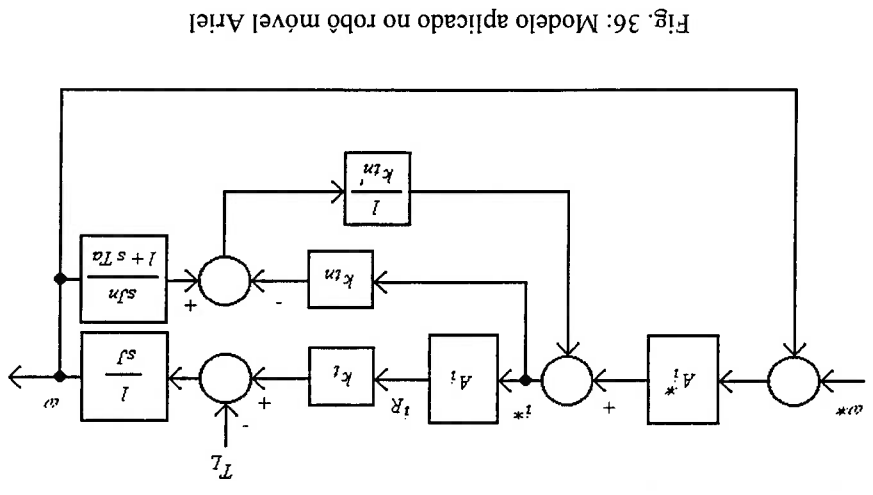 T_L
-
ω* A_i* + i* A_i i_R k_t + 1 ω
sJ
k_tn - + sJn
1 + s Ta
1
k_tn'
Fig. 36: Modelo aplicado no robô móvel Ariel